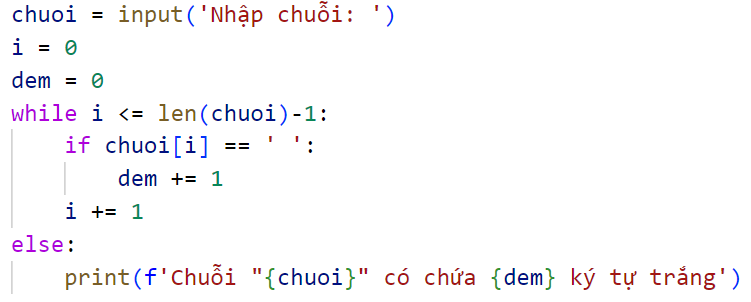 chuoi = input('Nhập chuỗi: ')
i = 0
dem = 0
while i <= len(chuoi)-1:
    if chuoi[i] == ' ':
        dem += 1
    i += 1
else:
    print(f'Chuỗi "{chuoi}" có chứa {dem} ký tự trắng')